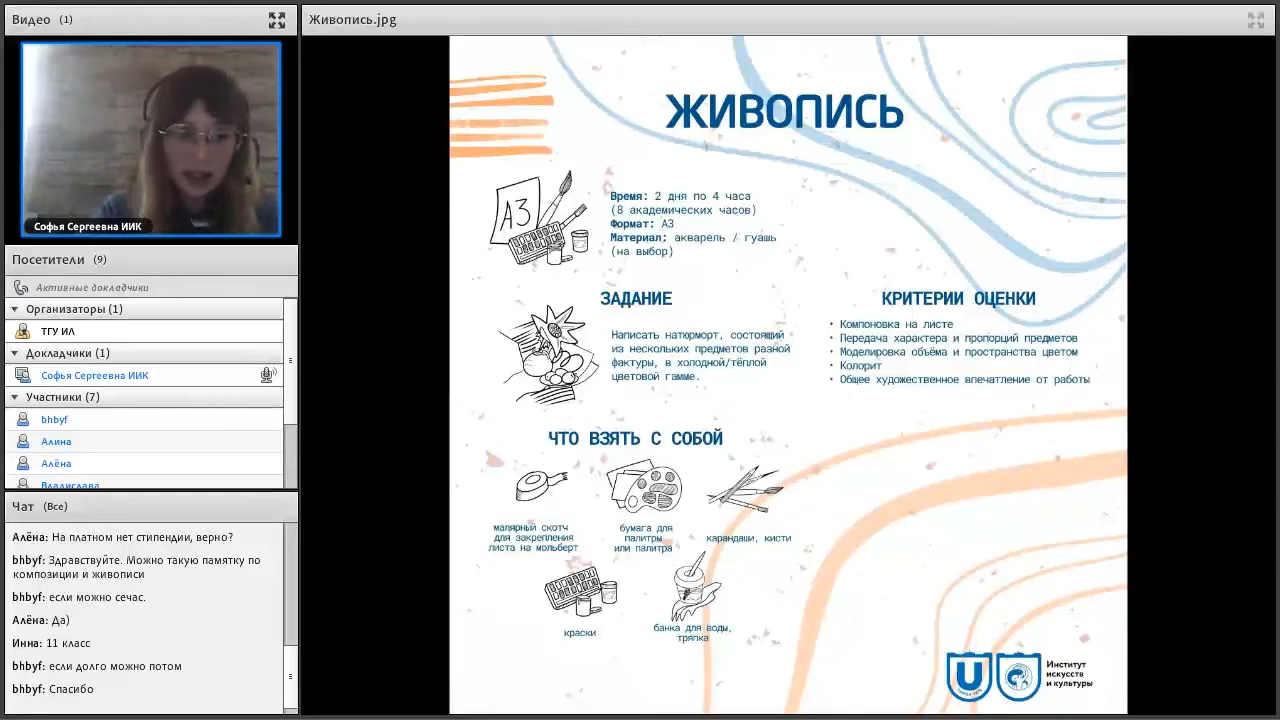 Видео (1)
Софья Сергеевна ИИК
Посетители (9)
Активные докладчики
Организаторы (1)
ТГУ ИЛ
Докладчики (1)
Софья Сергеевна ИИК
Участники (7)
bhbyf
Алина
Алёна
Владислава
Чат (Все)
Алёна: На платном нет стипендии, верно?
bhbyf: Здравствуйте. Можно такую памятку по
композиции и живописи
bhbyf: если можно сечас.
Алёна: Да)
Инна: 11 класс
bhbyf: если долго можно потом
bhbyf: Спасибо
Живопись.jpg
ЖИВОПИСЬ
А3
Время: 2 дня по 4 часа
(8 академических часов)
Формат: А3
Материал: акварель / гуашь
(на выбор)
ЗАДАНИЕ
Написать натюрморт, состоящий
из нескольких предметов разной
фактуры, в холодной/тёплой
цветовой гамме.
КРИТЕРИИ ОЦЕНКИ
• Компоновка на листе
• Передача характера и пропорций предметов
• Моделировка объёма и пространства цветом
• Колорит
• Общее художественное впечатление от работы
ЧТО ВЗЯТЬ С СОБОЙ
малярный скотч
для закрепления
листа на мольберт
бумага для
палитры
или палитра
карандаши, кисти
краски
банка для воды,
тряпка
Институт
искусств
и культуры